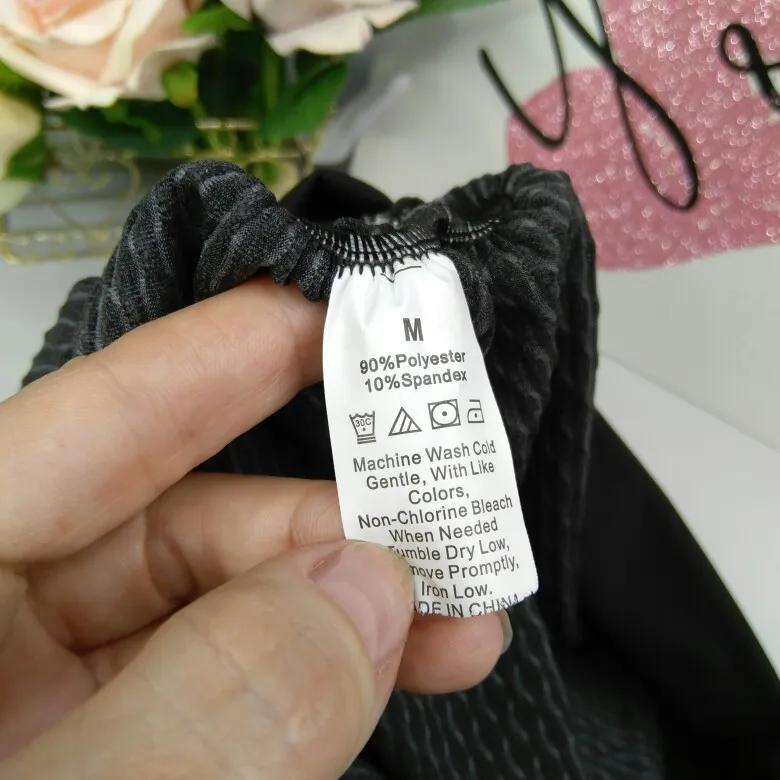 M
90%Polyester
10%Spandex
30C
Machine Wash Cold
Gentle, With Like
Colors,
Non-Chlorine Bleach
When Needed
Tumble Dry Low,
Promptly,
Iron Low.
IN CHINA